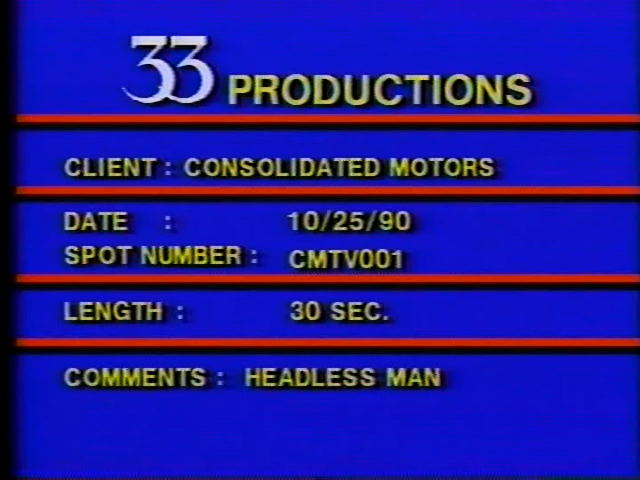 33 PRODUCTIONS
CLIENT : CONSOLIDATED MOTORS
DATE : 10/25/90
SPOT NUMBER : CMTV001
LENGTH : 30 SEC.
COMMENTS : HEADLESS MAN